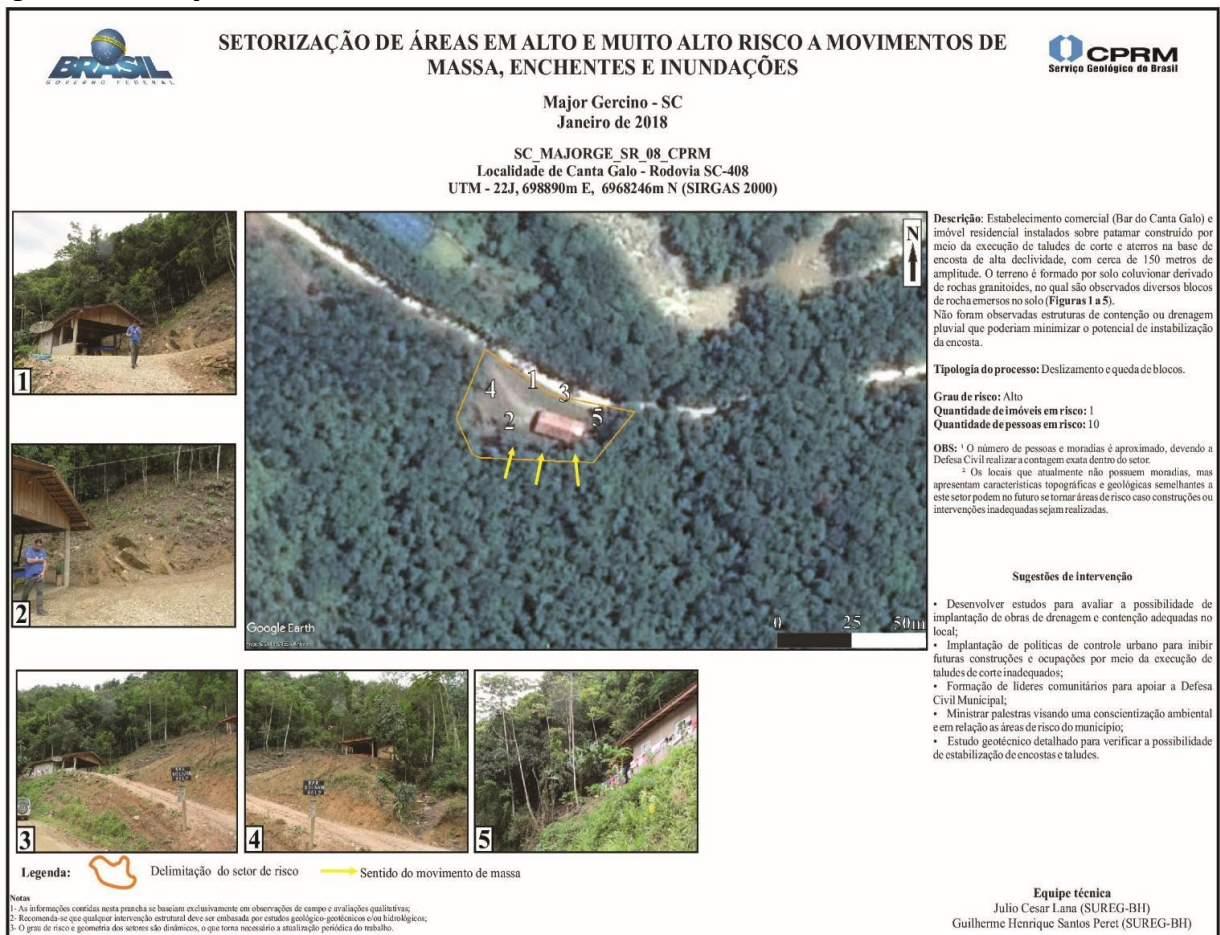 SETORIZAÇÃO DE ÁREAS EM ALTO E MUITO ALTO RISCO A MOVIMENTOS DE
MASSA, ENCHENTES E INUNDAÇÕES
BRASIL
GOVERNO FEDERAL
CPRM
Serviço Geológico do Brasil
Major Gercino - SC
Janeiro de 2018
SC_MAJORGE_SR_08_CPRM
Localidade de Canta Galo - Rodovia SC-408
UTM - 22J, 698890m E, 6968246m N (SIRGAS 2000)
1
2
3
4
5
N
4
1
3
2
5
Google Earth
0 25 50m
Descrição: Estabelecimento comercial (Bar do Canta Galo) e
imóvel residencial instalados sobre patamar construído por
meio da execução de taludes de corte e aterros na base de
encosta de alta declividade, com cerca de 150 metros de
amplitude. O terreno é formado por solo coluvionar derivado
de rochas granitoides, no qual são observados diversos blocos
de rocha emersos no solo (Figuras 1 a 5).
Não foram observadas estruturas de contenção ou drenagem
pluvial que poderiam minimizar o potencial de instabilização
da encosta.
Tipologia do processo: Deslizamento e queda de blocos.
Grau de risco: Alto
Quantidade de imóveis em risco: 1
Quantidade de pessoas em risco: 10
OBS: ¹ O número de pessoas e moradias é aproximado, devendo a
Defesa Civil realizar a contagem exata dentro do setor.
² Os locais que atualmente não possuem moradias, mas
apresentam características topográficas e geológicas semelhantes a
este setor podem no futuro se tornar áreas de risco caso construções ou
intervenções inadequadas sejam realizadas.
Sugestões de intervenção
• Desenvolver estudos para avaliar a possibilidade de
implantação de obras de drenagem e contenção adequadas no
local;
• Implantação de políticas de controle urbano para inibir
futuras construções e ocupações por meio da execução de
taludes de corte inadequados;
• Formação de líderes comunitários para apoiar a Defesa
Civil Municipal;
• Ministrar palestras visando uma conscientização ambiental
e em relação as áreas de risco do município;
• Estudo geotécnico detalhado para verificar a possibilidade
de estabilização de encostas e taludes.
Legenda: Delimitação do setor de risco Sentido do movimento de massa
Notas
1- As informações contidas nesta prancha se baseiam exclusivamente em observações de campo e avaliações qualitativas;
2- Recomenda-se que qualquer intervenção estrutural deve ser embasada por estudos geológico-geotécnicos e/ou hidrológicos;
3- O grau de risco e geometria dos setores são dinâmicos, o que torna necessário a atualização periódica do trabalho.
Equipe técnica
Julio Cesar Lana (SUREG-BH)
Guilherme Henrique Santos Peret (SUREG-BH)